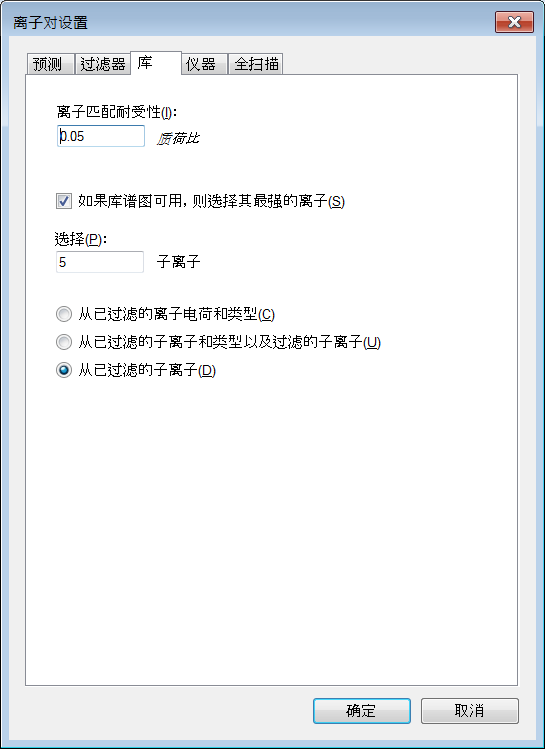 离子对设置
预测 过滤器 库 仪器 全扫描
离子匹配耐受性(I):
0.05 质荷比
如果库谱图可用,则选择其最强的离子(S)
选择(P):
5 子离子
从已过滤的离子电荷和类型(C)
从已过滤的子离子和类型以及过滤的子离子(U)
从已过滤的子离子(D)
确定 取消